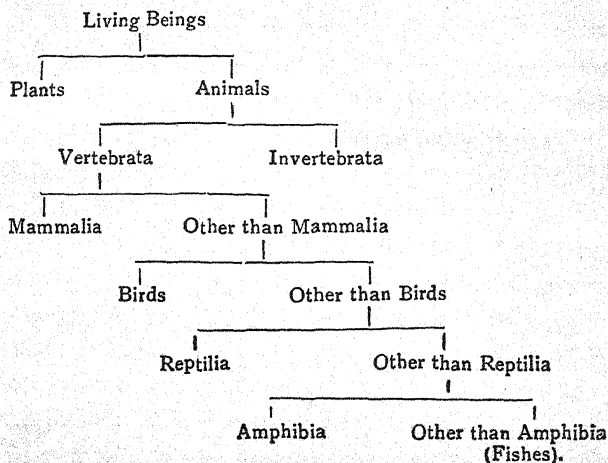 Living Beings
Plants Animals
Vertebrata Invertebrata
Mammalia Other than Mammalia
Birds Other than Birds
Reptilia Other than Reptilia
Amphibia Other than Amphibia
(Fishes).